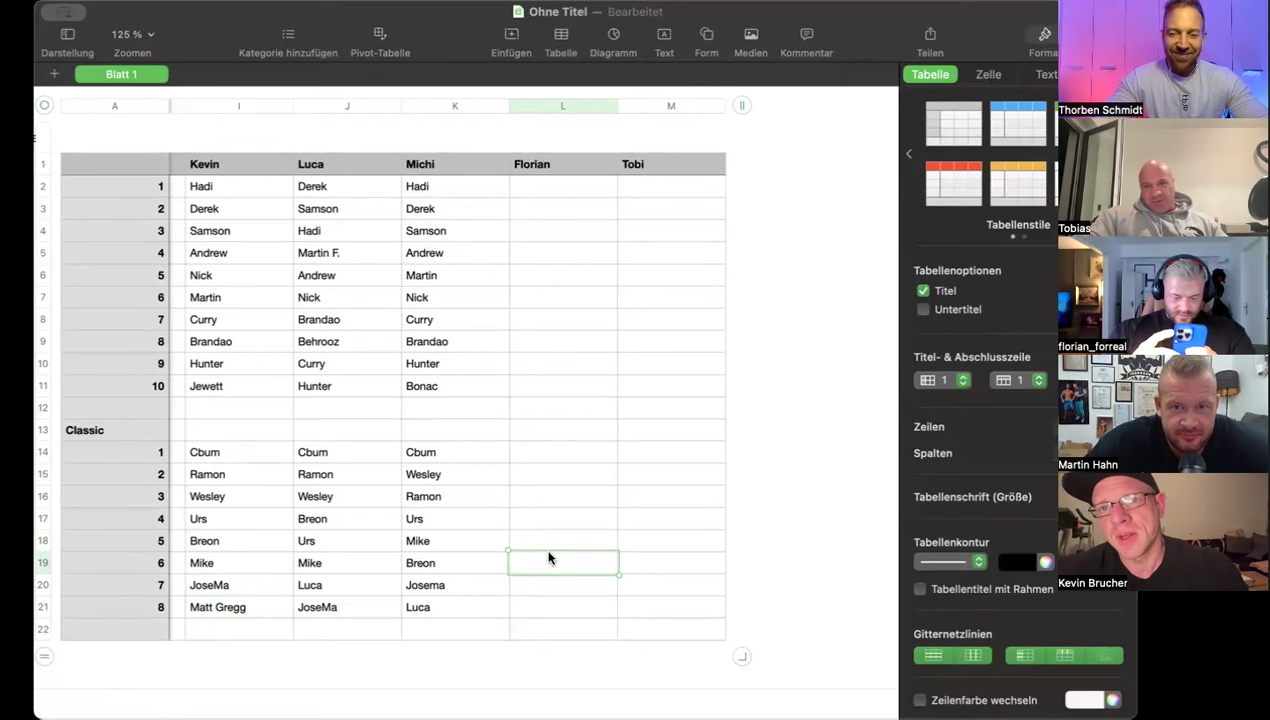 Ohne Titel — Bearbeitet
125 %
Darstellung Zoomen Kategorie hinzufügen Pivot-Tabelle Einfügen Tabelle Diagramm Text Form Medien Kommentar Teilen Forma
Blatt 1
Tabelle Zelle Text
A I J K L M
1 Kevin Luca Michi Florian Tobi
2 1 Hadi Derek Hadi
3 2 Derek Samson Derek
4 3 Samson Hadi Samson
5 4 Andrew Martin F. Andrew
6 5 Nick Andrew Martin
7 6 Martin Nick Nick
8 7 Curry Brandao Curry
9 8 Brandao Behrooz Brandao
10 9 Hunter Curry Hunter
11 10 Jewett Hunter Bonac
12
13 Classic
14 1 Cbum Cbum Cbum
15 2 Ramon Ramon Wesley
16 3 Wesley Wesley Ramon
17 4 Urs Breon Urs
18 5 Breon Urs Mike
19 6 Mike Mike Breon
20 7 JoseMa Luca Josema
21 8 Matt Gregg JoseMa Luca
22
Tabellenstile
Tabellenoptionen
Titel
Untertitel
Titel- & Abschlusszeile
1 1
Zeilen
Spalten
Tabellenschrift (Größe)
Tabellenkontur
Tabellentitel mit Rahmen
Gitternetzlinien
Zeilenfarbe wechseln
Thorben Schmidt
Tobias
florian_forreal
Martin Hahn
Kevin Brucher